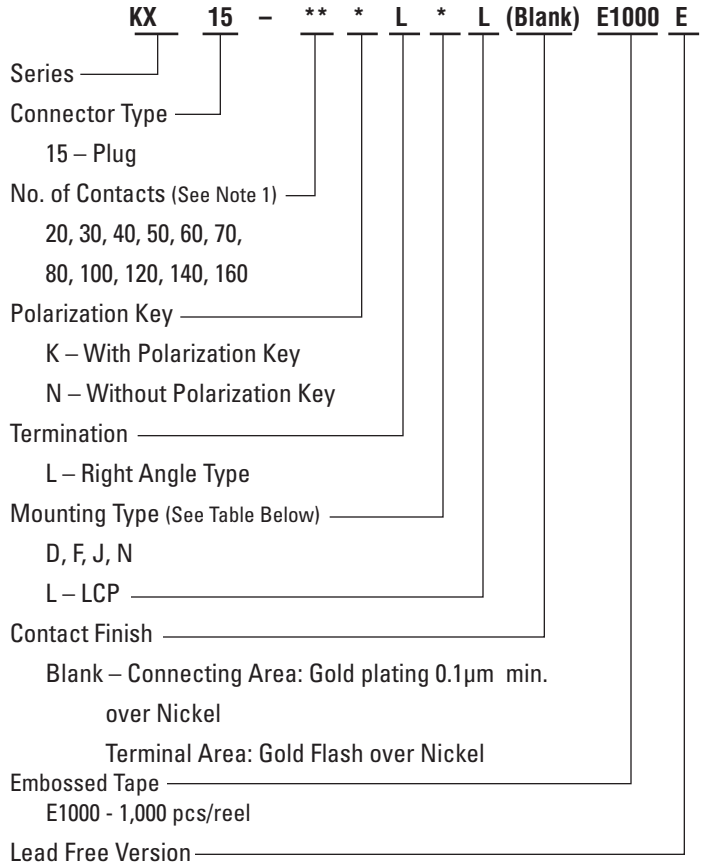 KX 15 – ** * L * L (Blank) E1000 E
Series
Connector Type
15 – Plug
No. of Contacts (See Note 1)
20, 30, 40, 50, 60, 70,
80, 100, 120, 140, 160
Polarization Key
K – With Polarization Key
N – Without Polarization Key
Termination
L – Right Angle Type
Mounting Type (See Table Below)
D, F, J, N
L – LCP
Contact Finish
Blank – Connecting Area: Gold plating 0.1µm min.
over Nickel
Terminal Area: Gold Flash over Nickel
Embossed Tape
E1000 - 1,000 pcs/reel
Lead Free Version